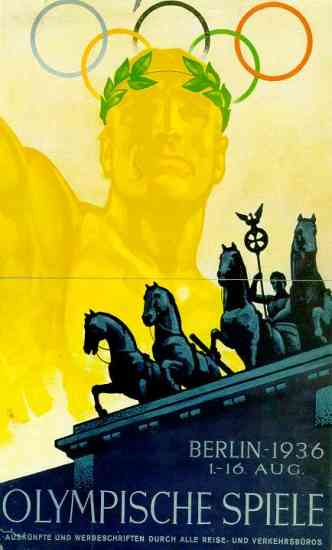 BERLIN-1936
1.-16. AUG.
OLYMPISCHE SPIELE
AUSKÜNFTE UND WERBESCHRIFTEN DURCH ALLE REISE- UND VERKEHRSBÜROS